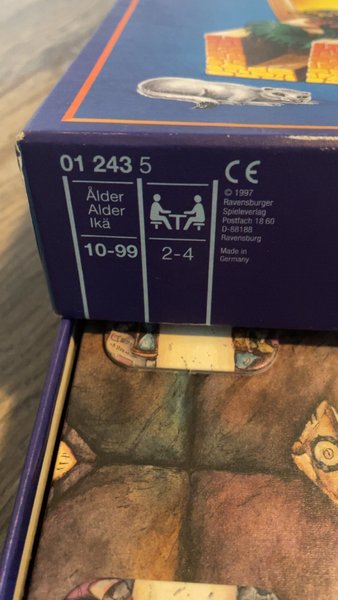 01 243 5
Ålder
Alder
Ikä
10-99
2-4
CE
© 1997
Ravensburger
Spieleverlag
Postfach 18 60
D-88188
Ravensburg
Made in
Germany